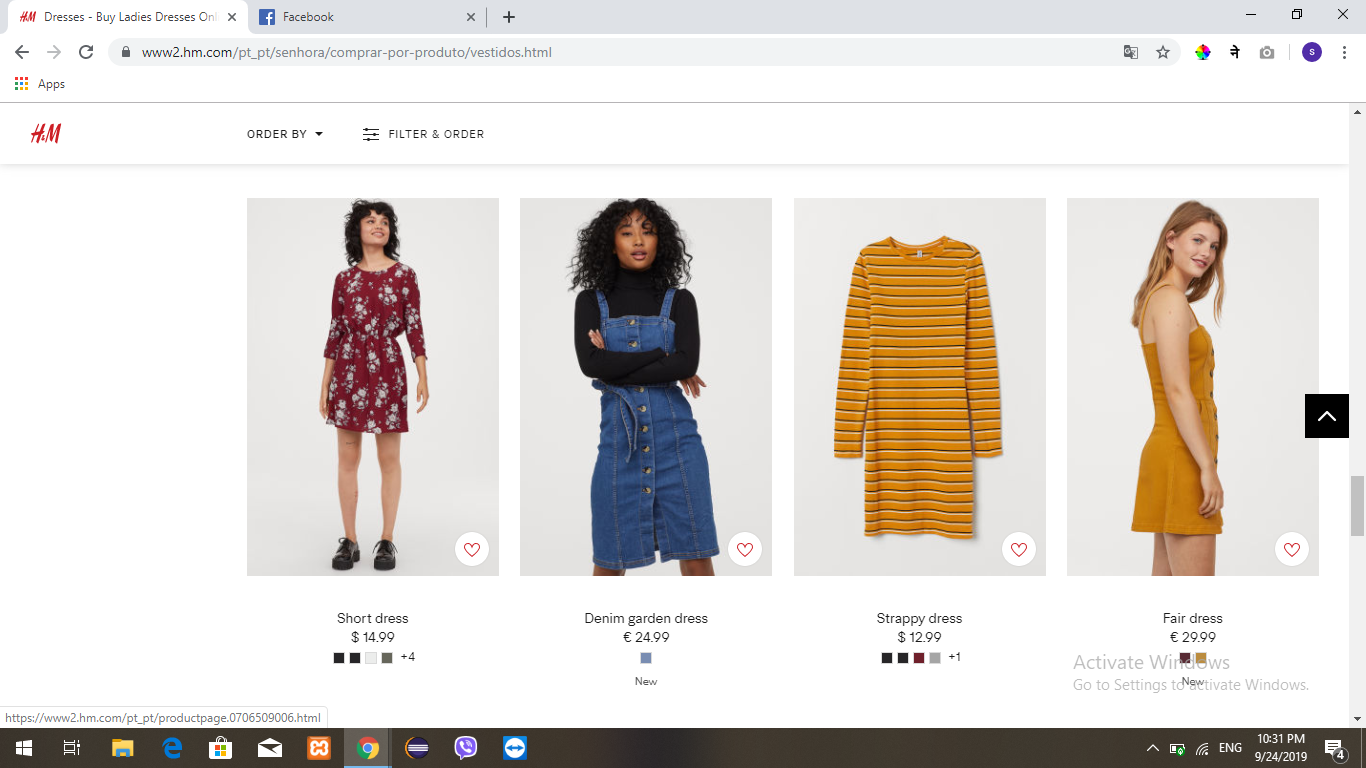 H&M Dresses - Buy Ladies Dresses Onl
Facebook
www2.hm.com/pt_pt/senhora/comprar-por-produto/vestidos.html
S
Apps
H&M
ORDER BY
FILTER & ORDER
Short dress
$ 14.99
+4
Denim garden dress
€ 24.99
New
Strappy dress
$ 12.99
+1
Fair dress
€ 29.99
New
Activate Windows
Go to Settings to activate Windows.
https://www2.hm.com/pt_pt/productpage.0706509006.html
ENG
10:31 PM
9/24/2019
4